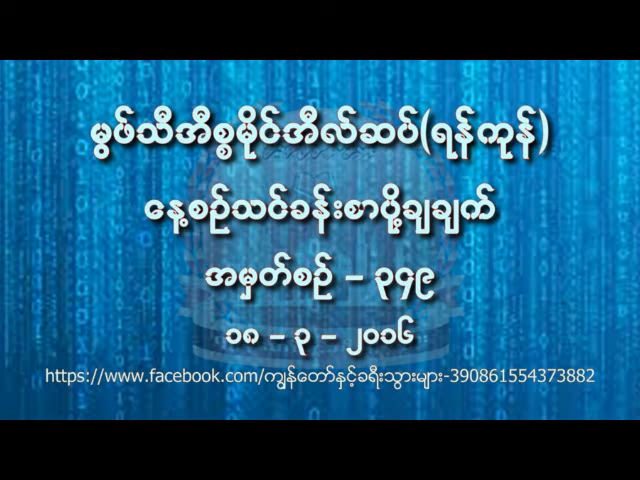 မွဖ်သီအီစ္စမိုင်အီလ်ဆပ်(ရန်ကုန်)
နေ့စဉ်သင်ခန်းစာပို့ချချက်
အမှတ်စဉ် – ၃၄၉
၁၈ – ၃ – ၂၀၁၆
https://www.facebook.com/ကျွန်တော်နှင့်ခရီးသွားများ-390861554373882